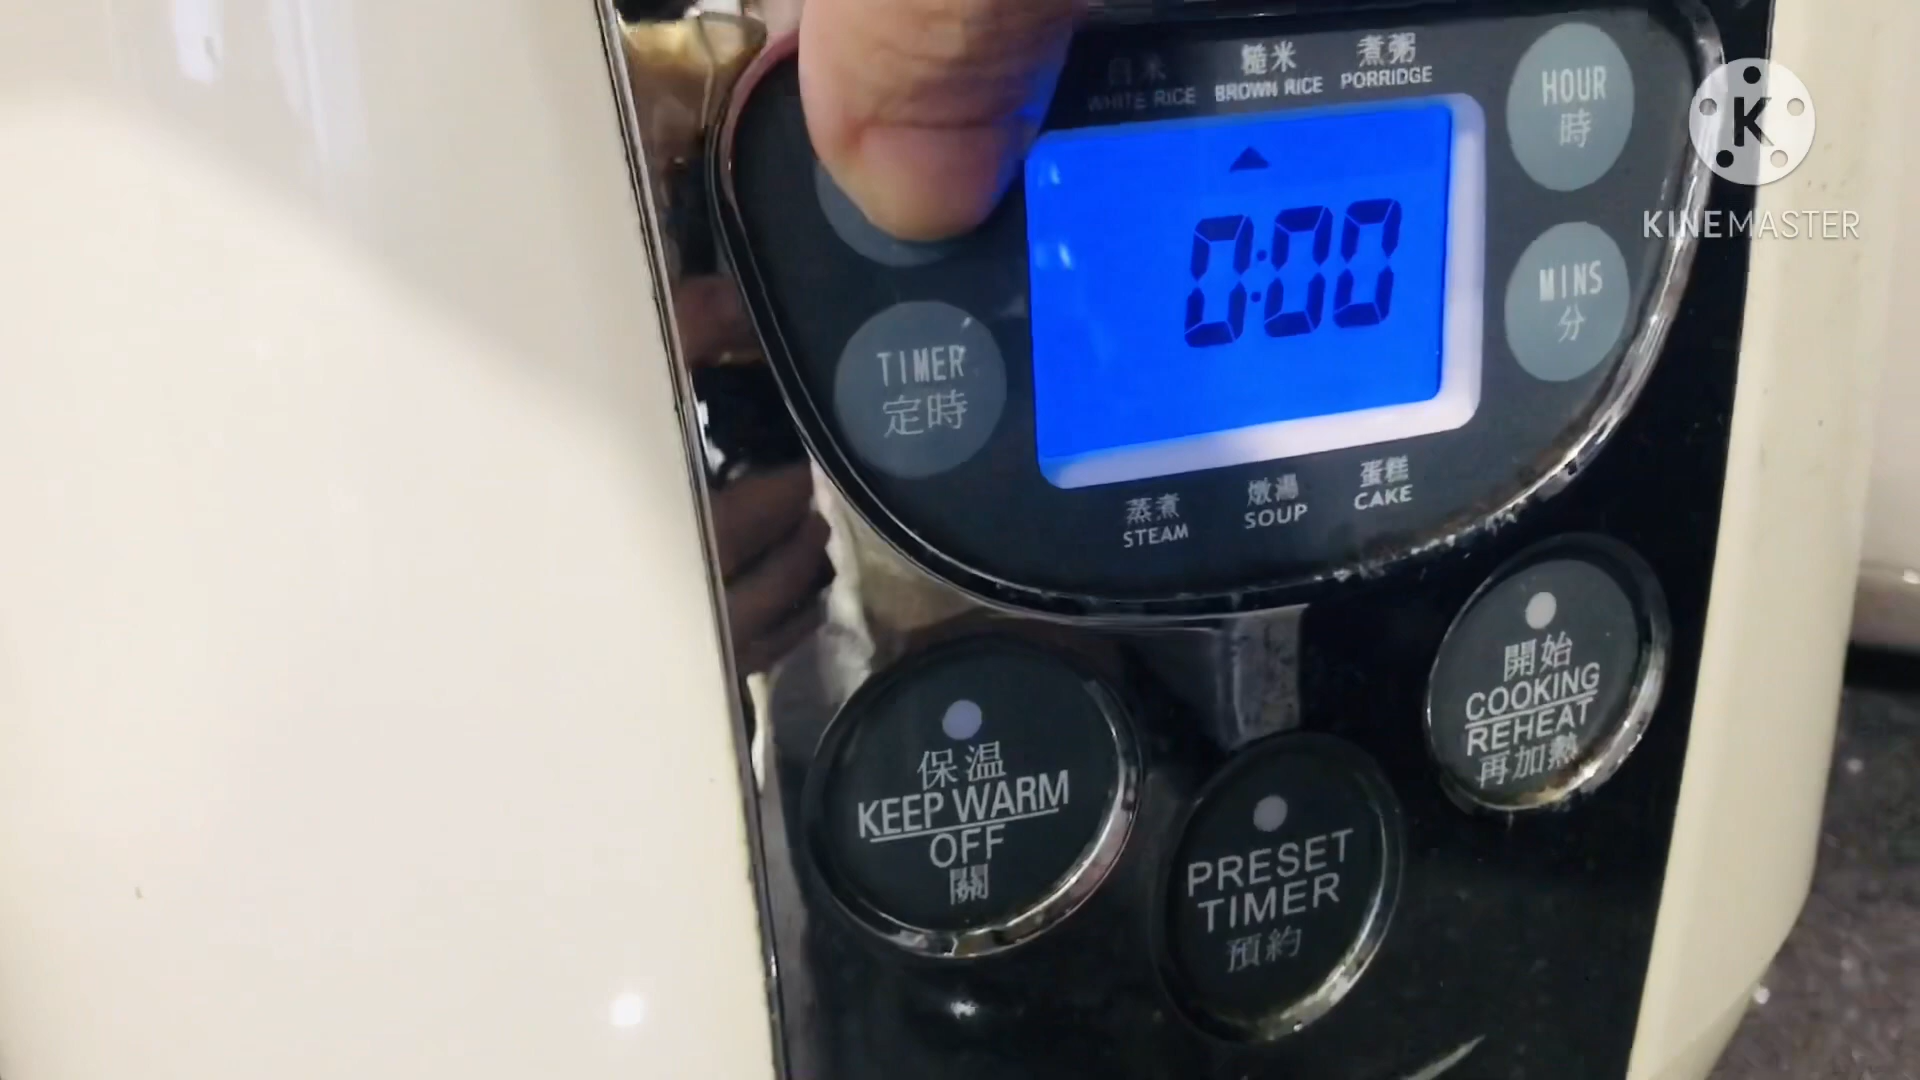 白米
WHITE RICE
糙米
BROWN RICE
煮粥
PORRIDGE
HOUR
時
K
KINEMASTER
0:00
MINS
分
TIMER
定時
蒸煮
STEAM
燉湯
SOUP
蛋糕
CAKE
開始
COOKING
REHEAT
再加熱
保温
KEEP WARM
OFF
關
PRESET
TIMER
預約